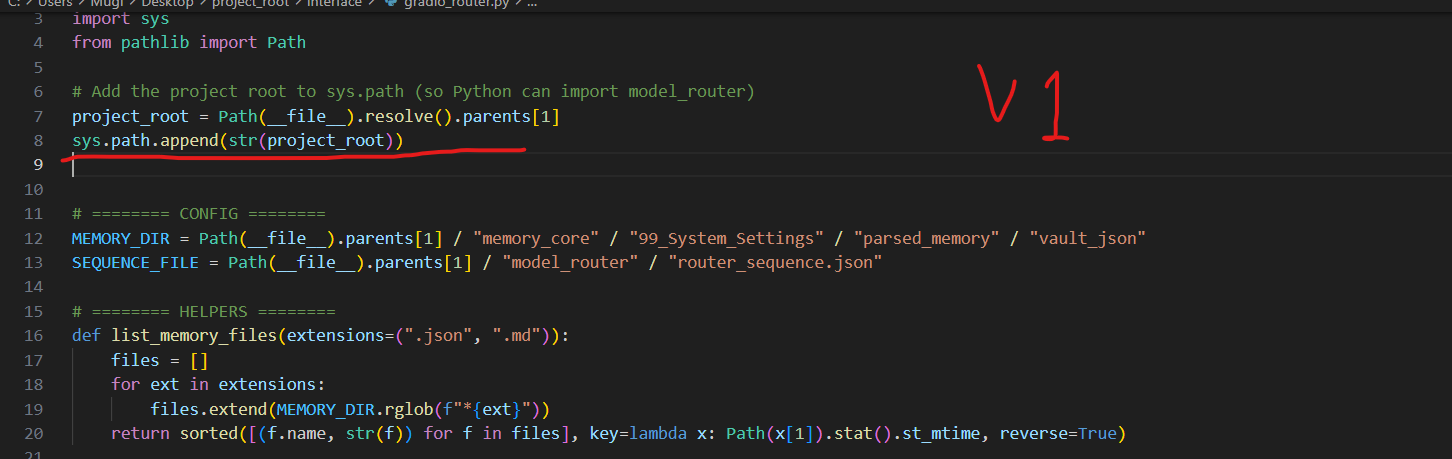 C: > Users > Mugi > Desktop > project_root > interface > gradio_router.py > ...
3 import sys
4 from pathlib import Path
5
6 # Add the project root to sys.path (so Python can import model_router)
7 project_root = Path(__file__).resolve().parents[1]
8 sys.path.append(str(project_root))
9
10
11 # ======== CONFIG ========
12 MEMORY_DIR = Path(__file__).parents[1] / "memory_core" / "99_System_Settings" / "parsed_memory" / "vault_json"
13 SEQUENCE_FILE = Path(__file__).parents[1] / "model_router" / "router_sequence.json"
14
15 # ======== HELPERS ========
16 def list_memory_files(extensions=(".json", ".md")):
17     files = []
18     for ext in extensions:
19         files.extend(MEMORY_DIR.rglob(f"*{ext}"))
20     return sorted([(f.name, str(f)) for f in files], key=lambda x: Path(x[1]).stat().st_mtime, reverse=True)
21
V1